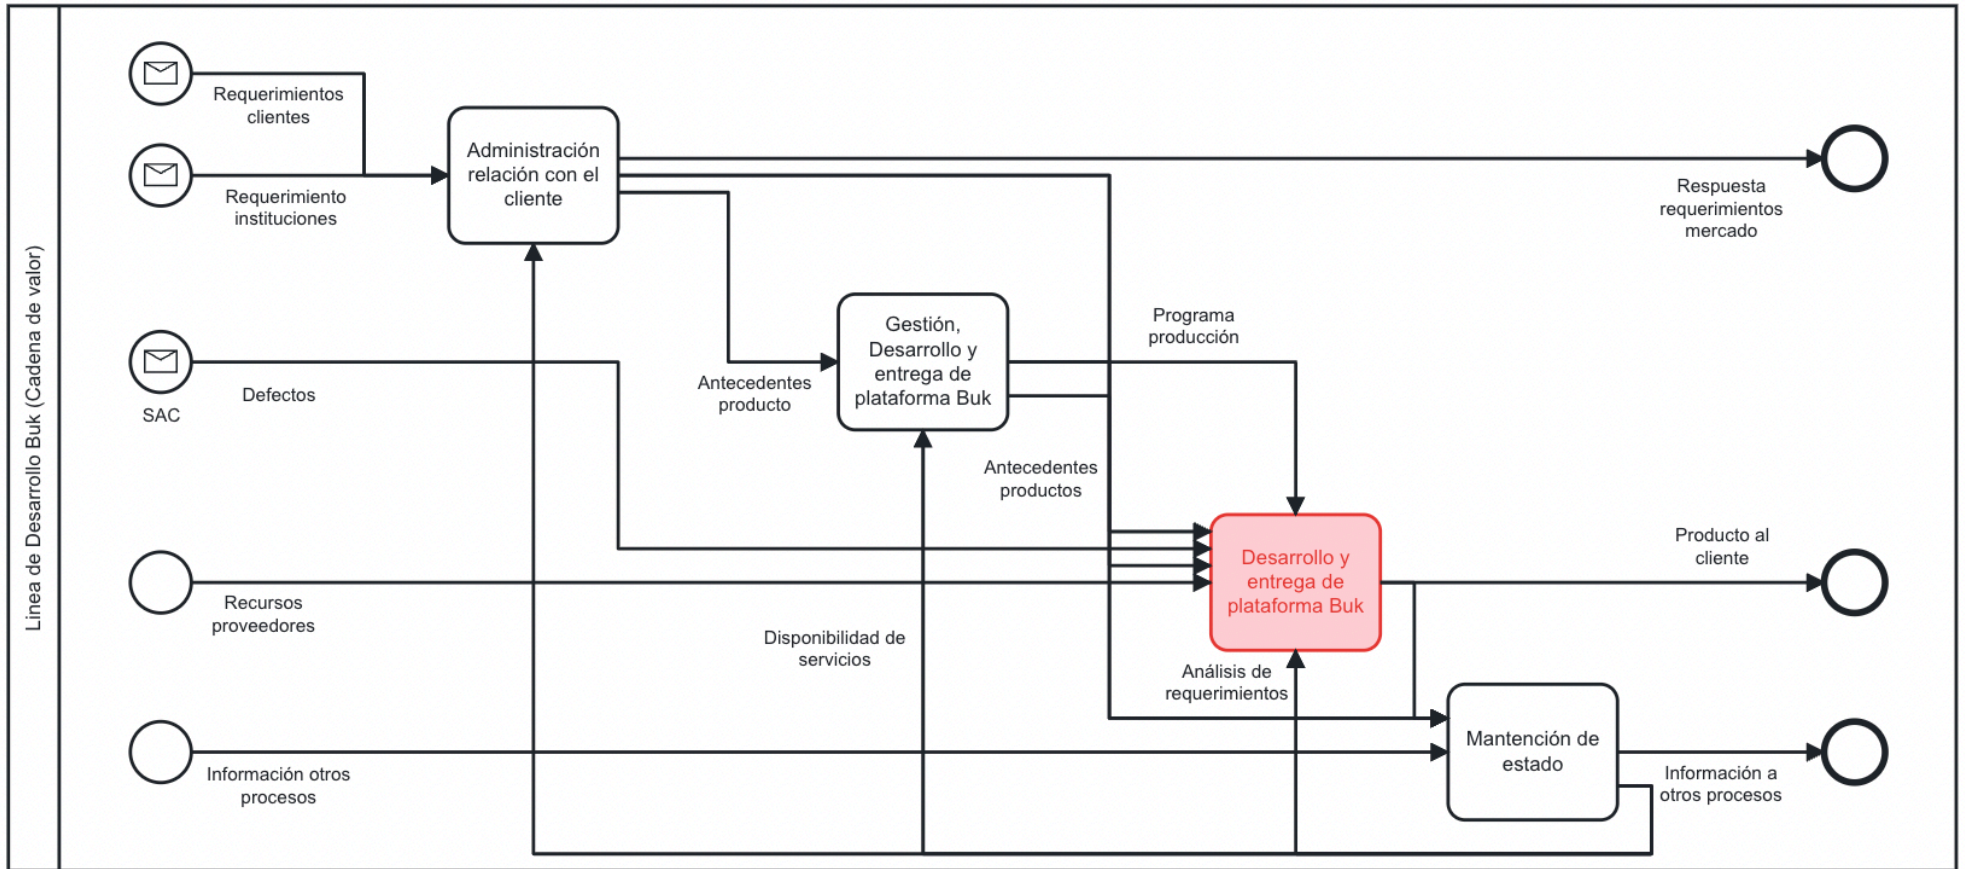 Linea de Desarrollo Buk (Cadena de valor)
Requerimientos
clientes
Requerimiento
instituciones
Administración
relación con el
cliente
Respuesta
requerimientos
mercado
SAC
Defectos
Antecedentes
producto
Gestión,
Desarrollo y
entrega de
plataforma Buk
Programa
producción
Antecedentes
productos
Recursos
proveedores
Disponibilidad de
servicios
Desarrollo y
entrega de
plataforma Buk
Producto al
cliente
Análisis de
requerimientos
Información otros
procesos
Mantención de
estado
Información a
otros procesos